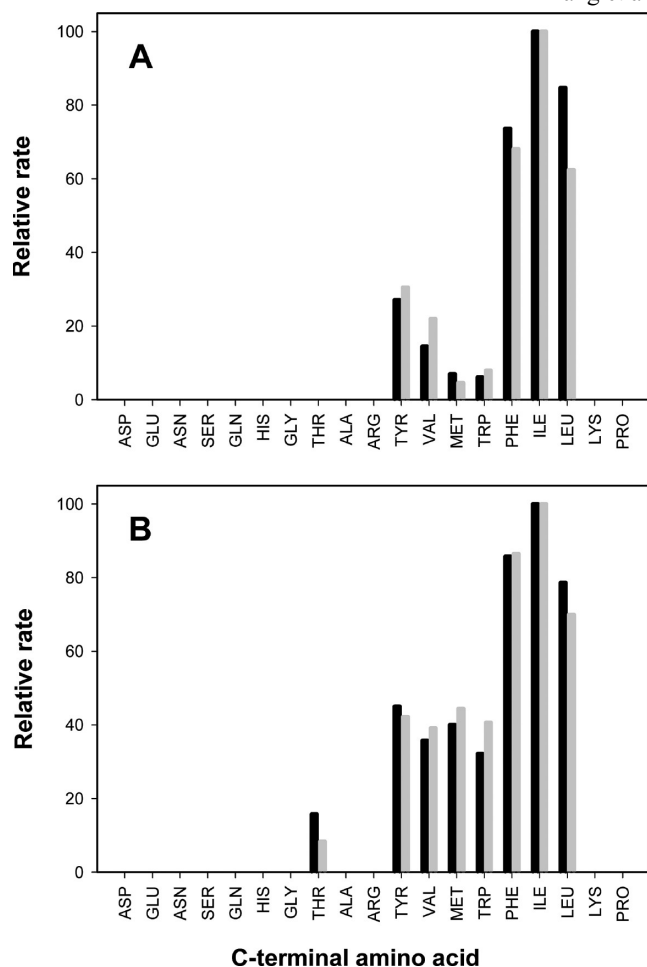 A
Relative rate
100
80
60
40
20
0
ASP GLU ASN SER GLN HIS GLY THR ALA ARG TYR VAL MET TRP PHE ILE LEU LYS PRO
B
Relative rate
100
80
60
40
20
0
ASP GLU ASN SER GLN HIS GLY THR ALA ARG TYR VAL MET TRP PHE ILE LEU LYS PRO
C-terminal amino acid